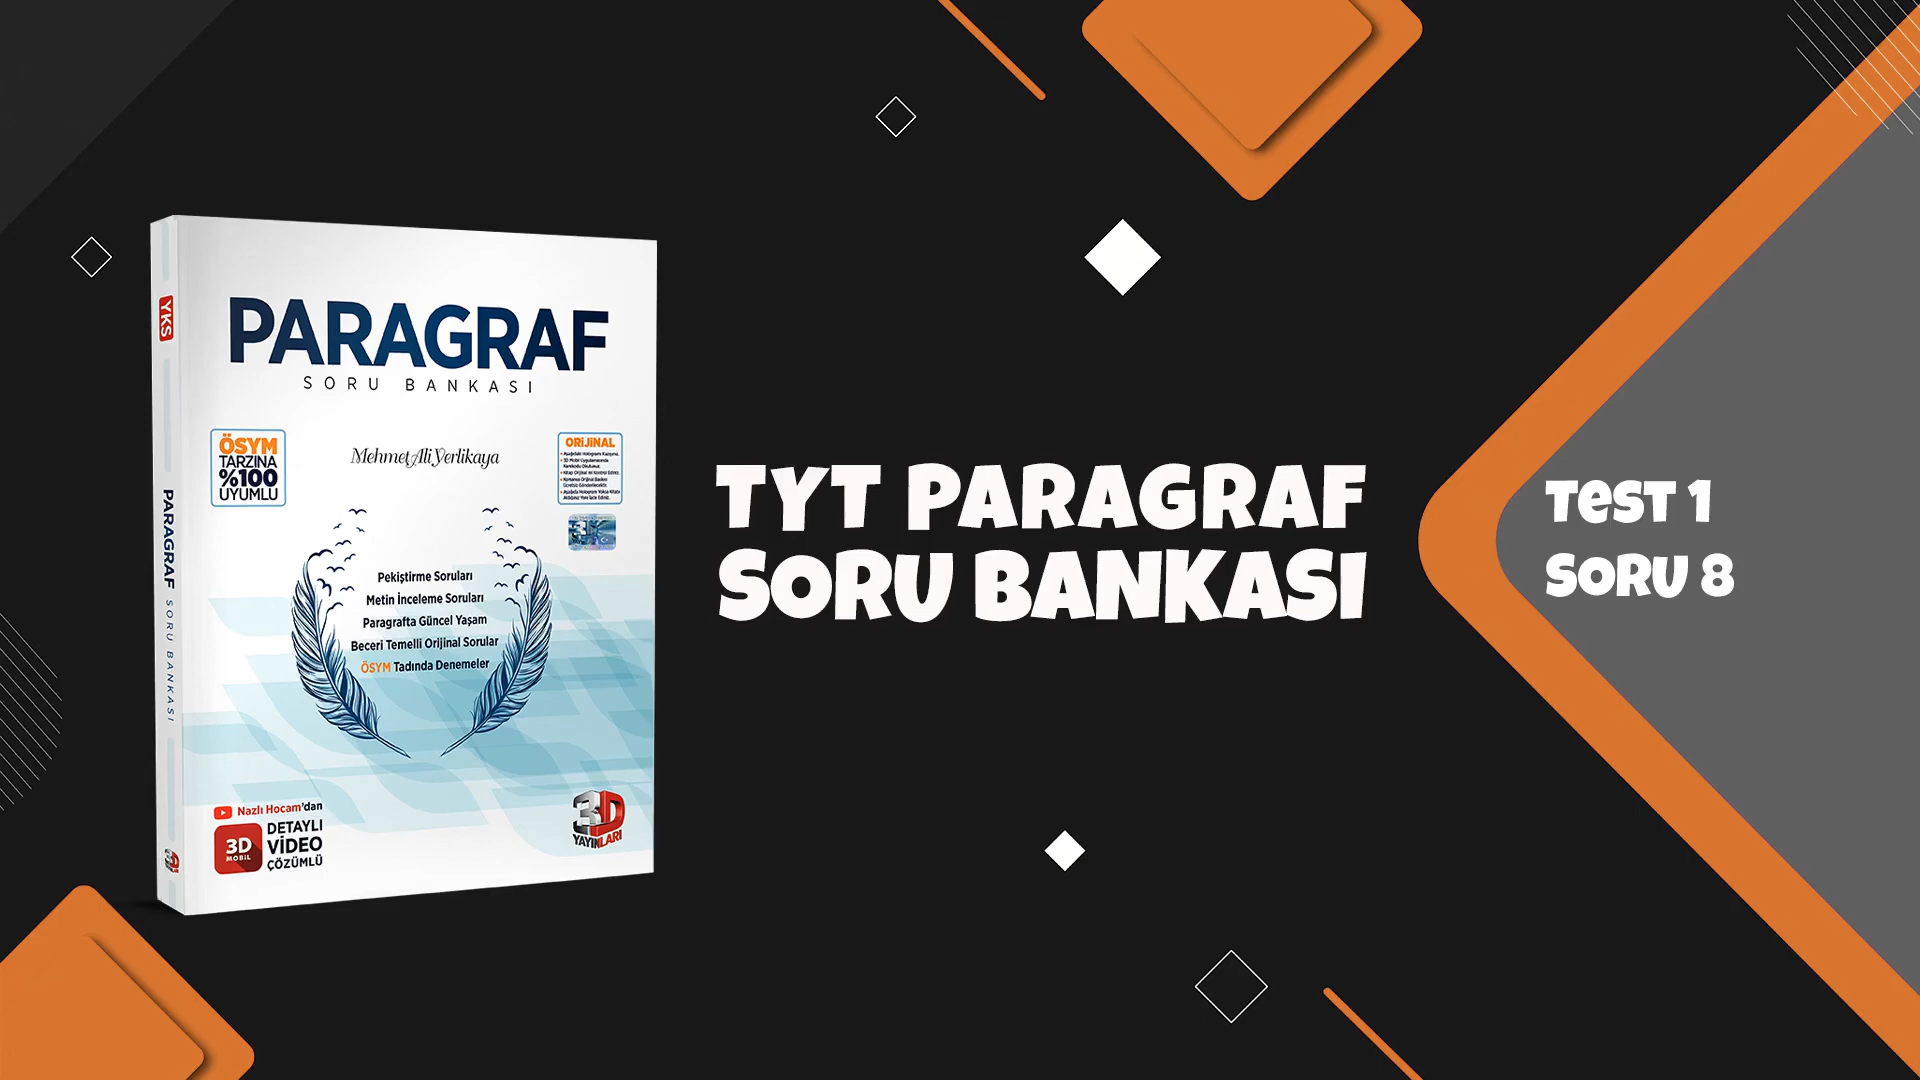 PARAGRAF
SORU BANKASI
YKS
PARAGRAF SORU BANKASI
ÖSYM
TARZINA
%100
UYUMLU
Mehmet Ali Yerlikaya
ORİJİNAL
Pekiştirme Soruları
Metin İnceleme Soruları
Paragrafta Güncel Yaşam
Beceri Temelli Orijinal Sorular
ÖSYM Tadında Denemeler
Nazlı Hocam'dan
3D
MOBİL
DETAYLI
VİDEO
ÇÖZÜMLÜ
3D
YAYINLARI
TYT PARAGRAF
SORU BANKASI
TEST 1
SORU 8